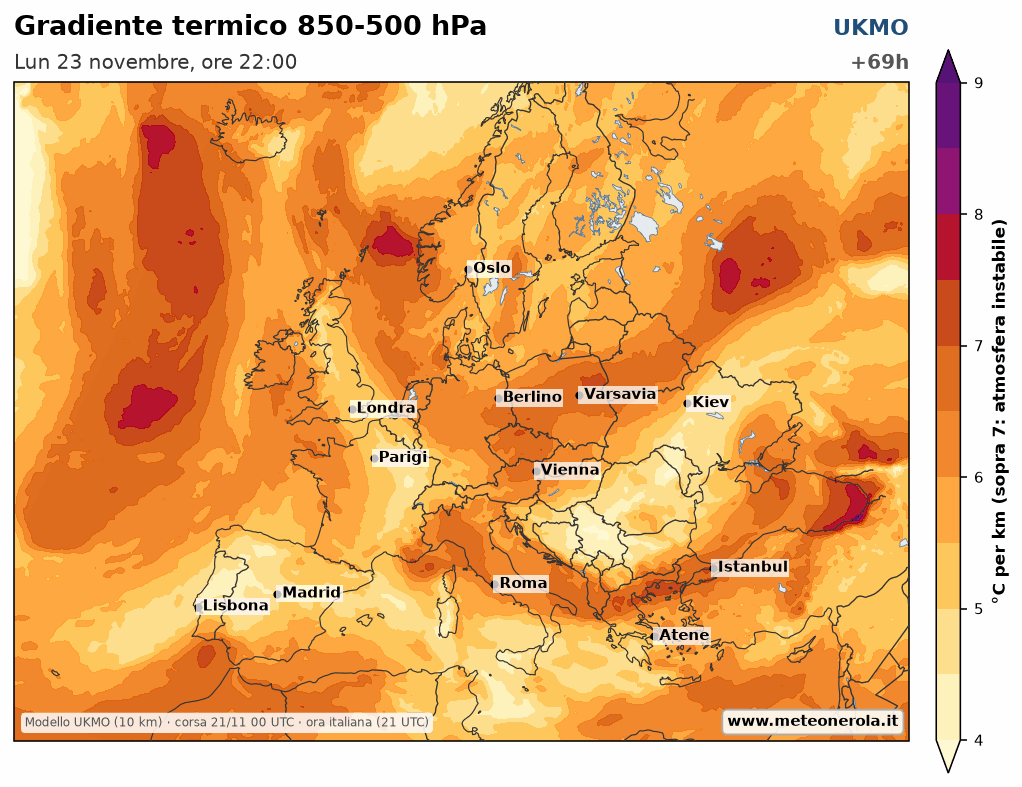 Gradiente termico 850-500 hPa
UKMO
Lun 23 novembre, ore 22:00
+69h
Oslo
Londra
Berlino
Varsavia
Kiev
Parigi
Vienna
Istanbul
Roma
Madrid
Lisbona
Atene
Modello UKMO (10 km) · corsa 21/11 00 UTC · ora italiana (21 UTC)
www.meteonerola.it
9
8
7
6
5
4
°C per km (sopra 7: atmosfera instabile)